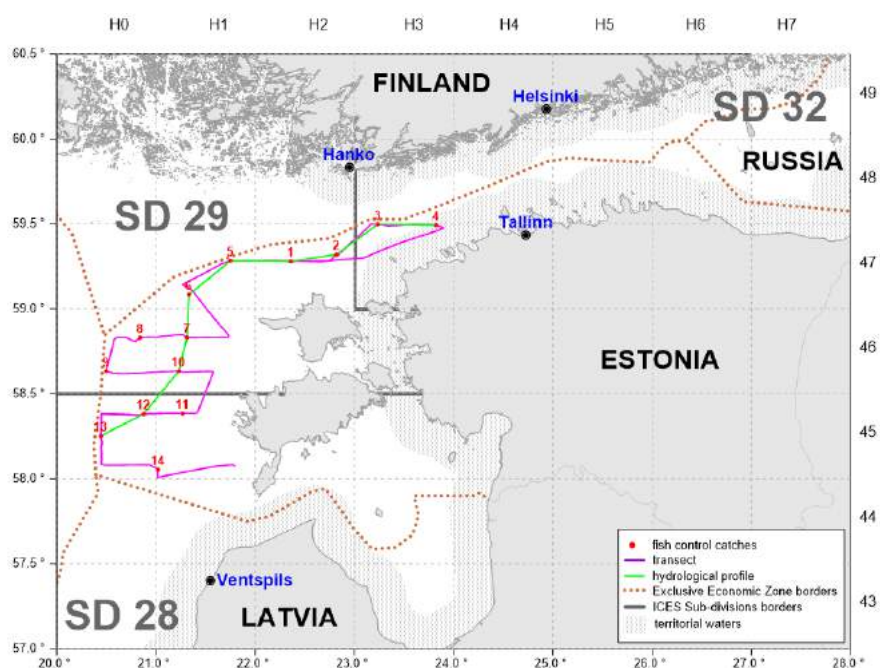 H0 H1 H2 H3 H4 H5 H6 H7
60.5 °
FINLAND
49
Helsinki
SD 32
60.0 °
Hanko
RUSSIA
48
SD 29
59.5 °
3 4
Tallinn
5 1 2
47
6
59.0 °
8 7
46
ESTONIA
9 10
58.5 °
12 11
13
45
14
58.0 °
44
fish control catches
transect
hydrological profile
Exclusive Economic Zone borders
ICES Sub-divisions borders
territorial waters
57.5 °
Ventspils
SD 28
LATVIA
43
57.0 °
20.0 ° 21.0 ° 22.0 ° 23.0 ° 24.0 ° 25.0 ° 26.0 ° 27.0 ° 28.0 °